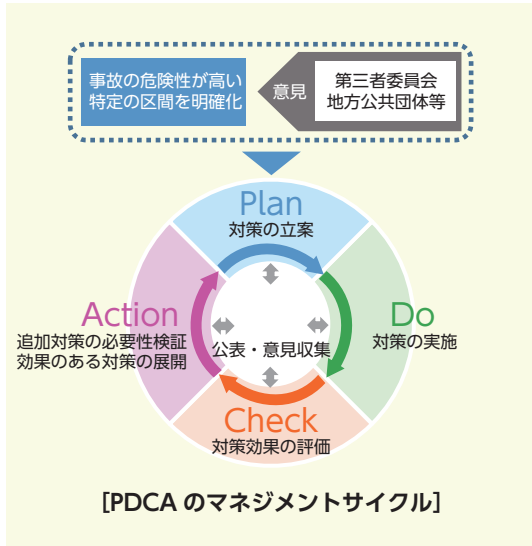 事故の危険性が高い
特定の区間を明確化
意見
第三者委員会
地方公共団体等
Plan
対策の立案
Do
対策の実施
Check
対策効果の評価
Action
追加対策の必要性検証
効果のある対策の展開
公表・意見収集
[PDCA のマネジメントサイクル]